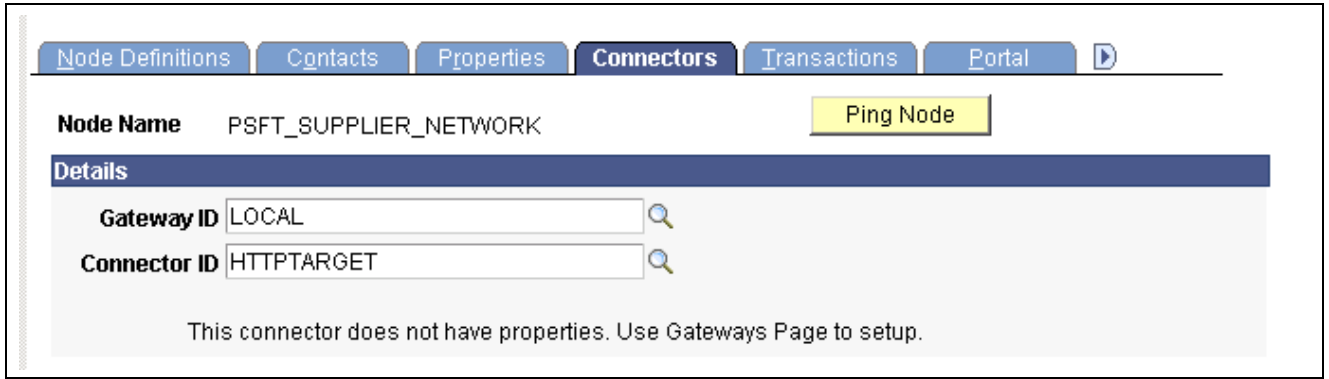 Node Definitions Contacts Properties Connectors Transactions Portal
Node Name PSFT_SUPPLIER_NETWORK Ping Node
Details
Gateway ID LOCAL
Connector ID HTTPTARGET
This connector does not have properties. Use Gateways Page to setup.